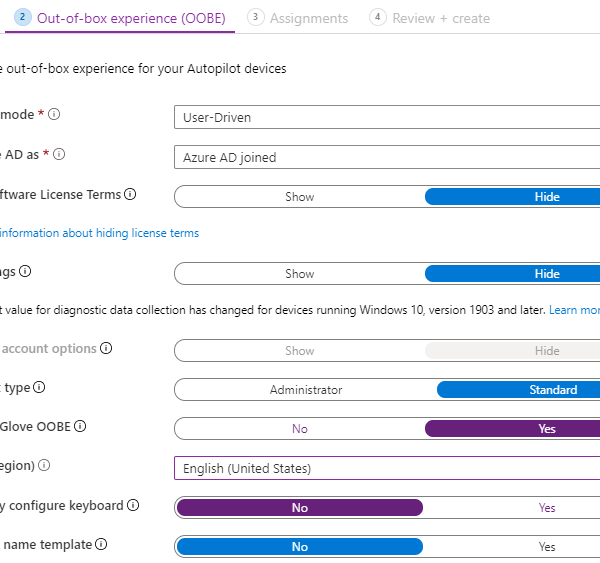 2 Out-of-box experience (OOBE) 3 Assignments 4 Review + create
out-of-box experience for your Autopilot devices
mode * User-Driven
AD as * Azure AD joined
ftware License Terms Show Hide
information about hiding license terms
ngs Show Hide
t value for diagnostic data collection has changed for devices running Windows 10, version 1903 and later. Learn mor
account options Show Hide
type Administrator Standard
Glove OOBE No Yes
egion) English (United States)
y configure keyboard No Yes
name template No Yes